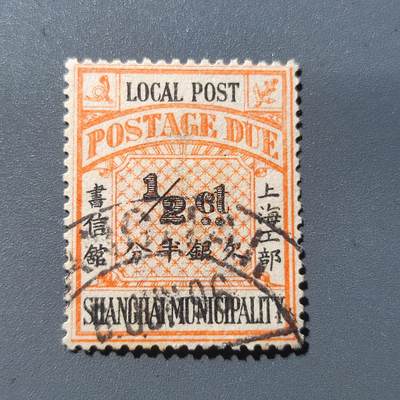 LOCAL POST
POSTAGE DUE
1/2 ct.
書信館
上海工部
分半銀欠
SHANGHAI MUNICIPALITY.